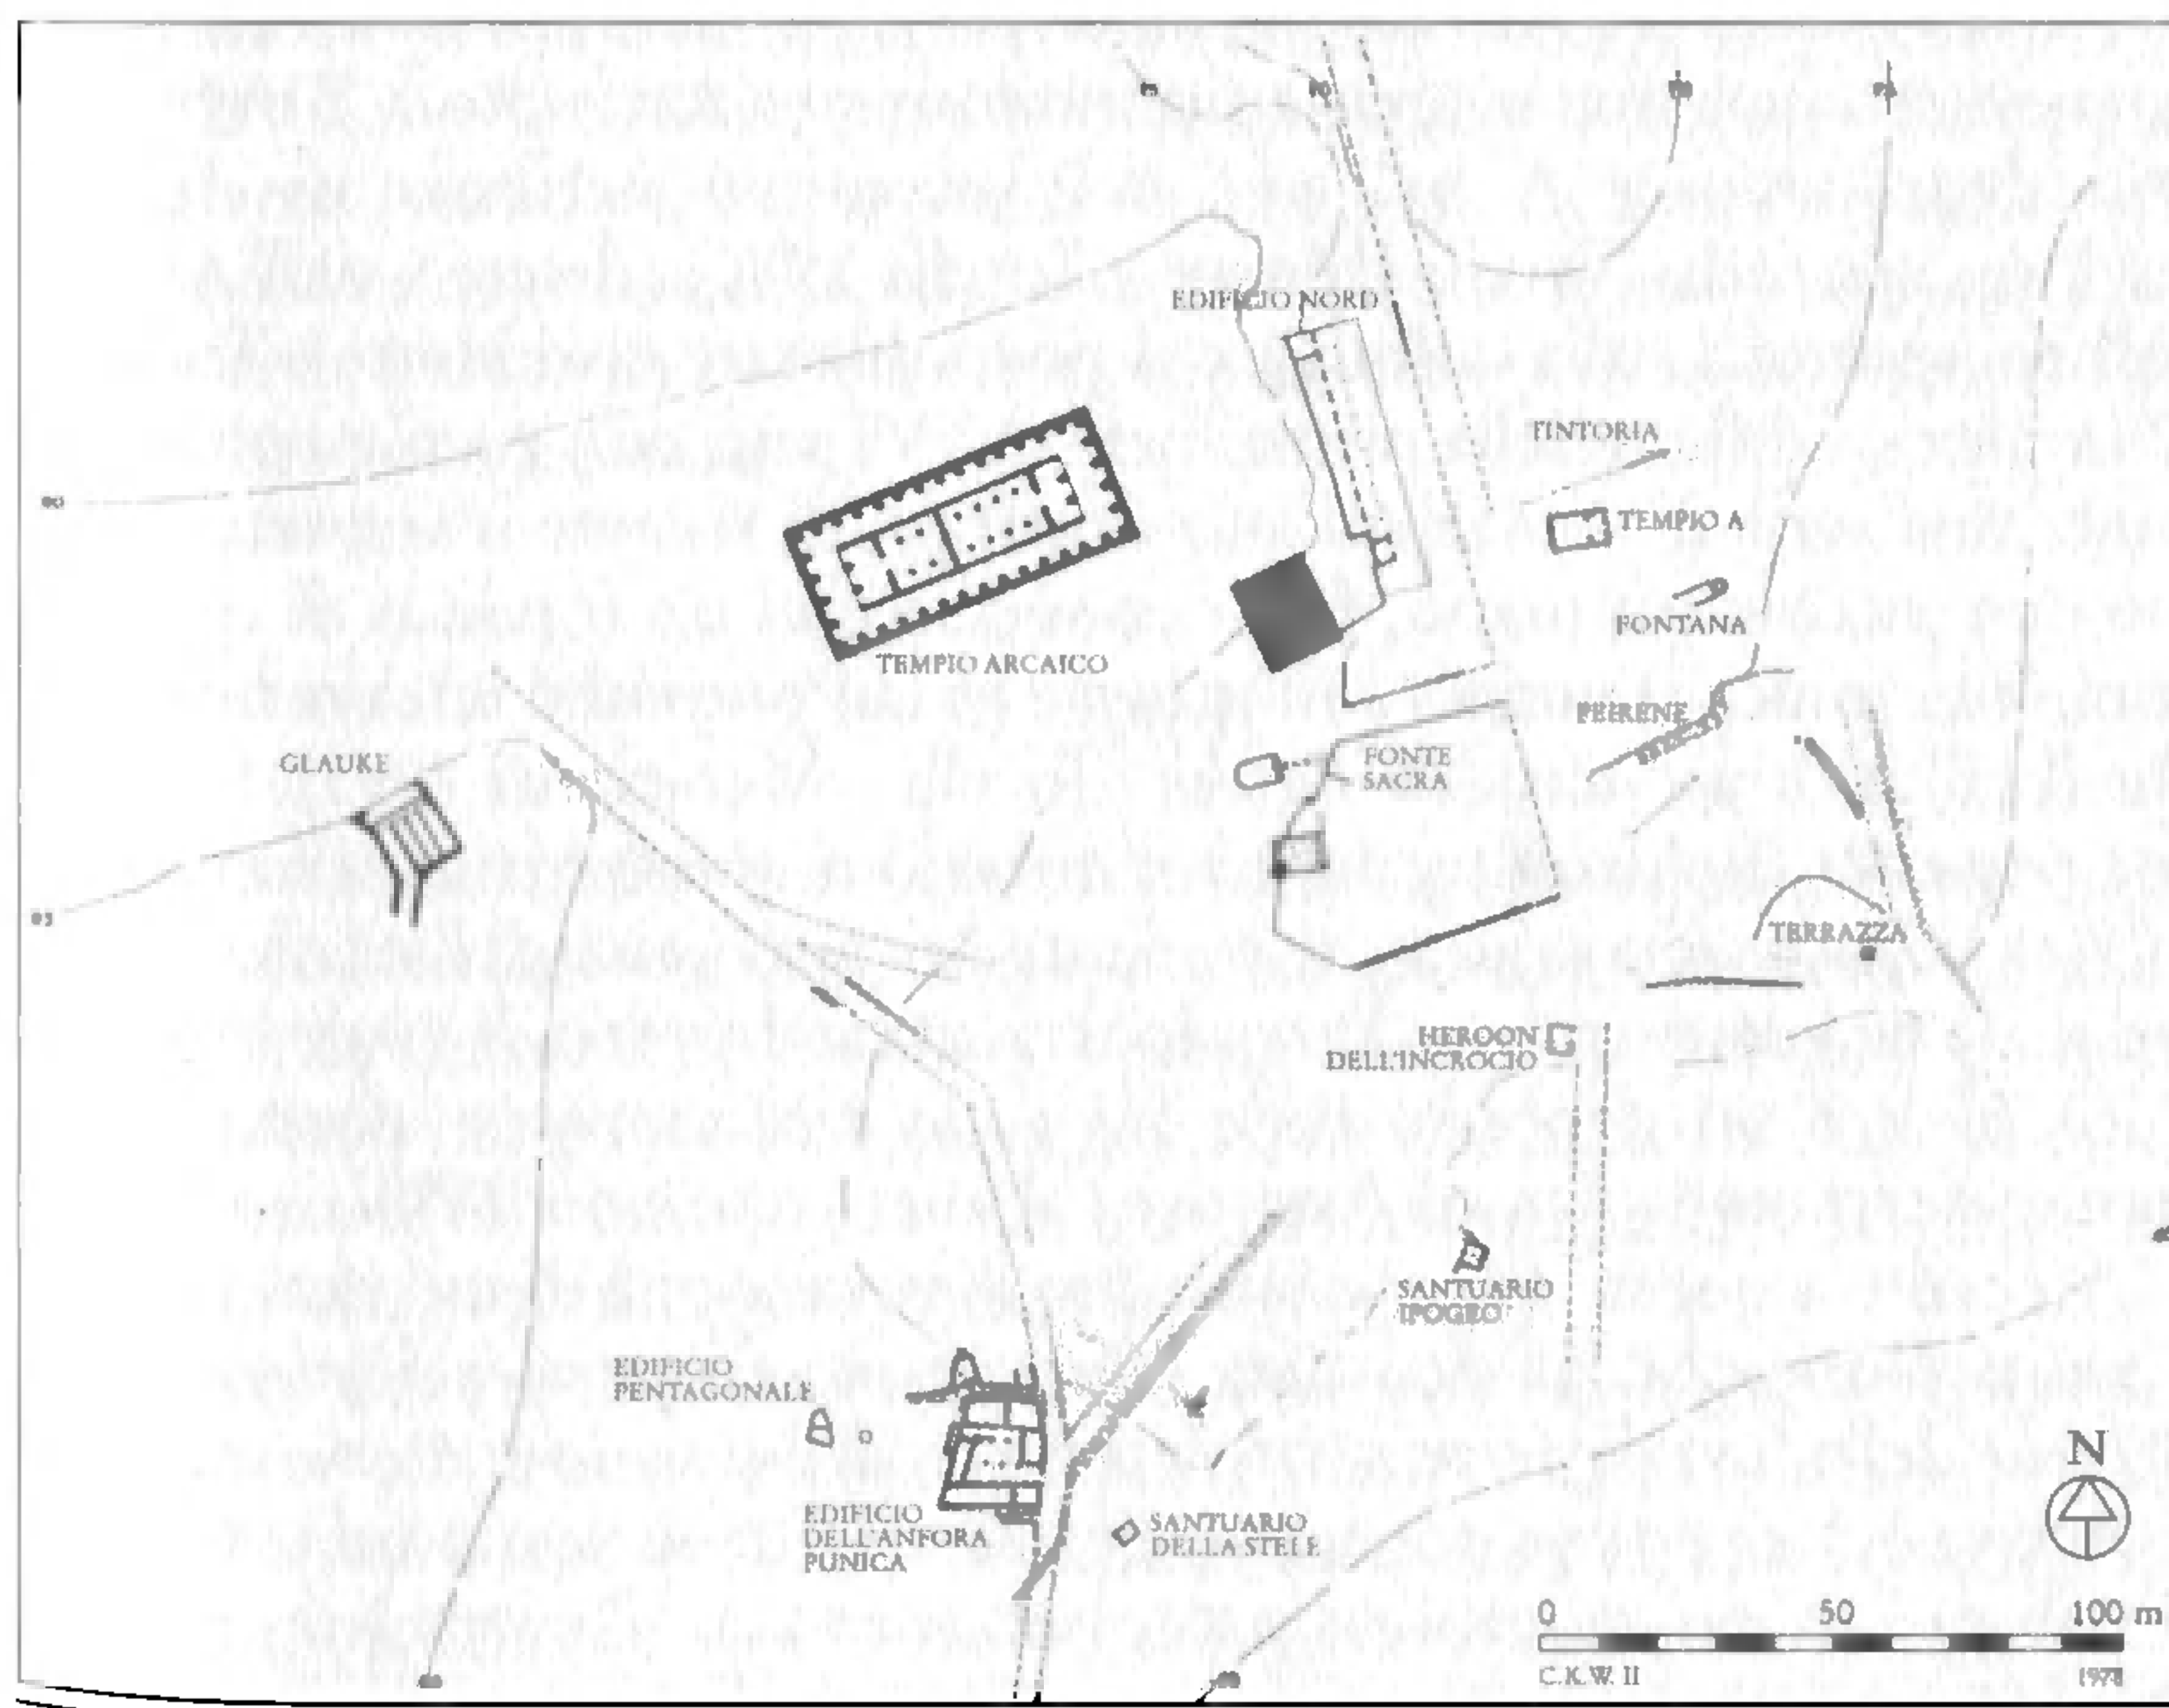 EDIFICIO NORD
TINTORIA
TEMPIO A
FONTANA
TEMPIO ARCAICO
PEIRENE
GLAUKE
FONTE
SACRA
TERRAZZA
HEROON
DELL'INCROCIO
SANTUARIO
IPOGEO
EDIFICIO
PENTAGONALE
EDIFICIO
DELL'ANFORA
PUNICA
SANTUARIO
DELLA STELE
N
0 50 100 m
C.K.W. II